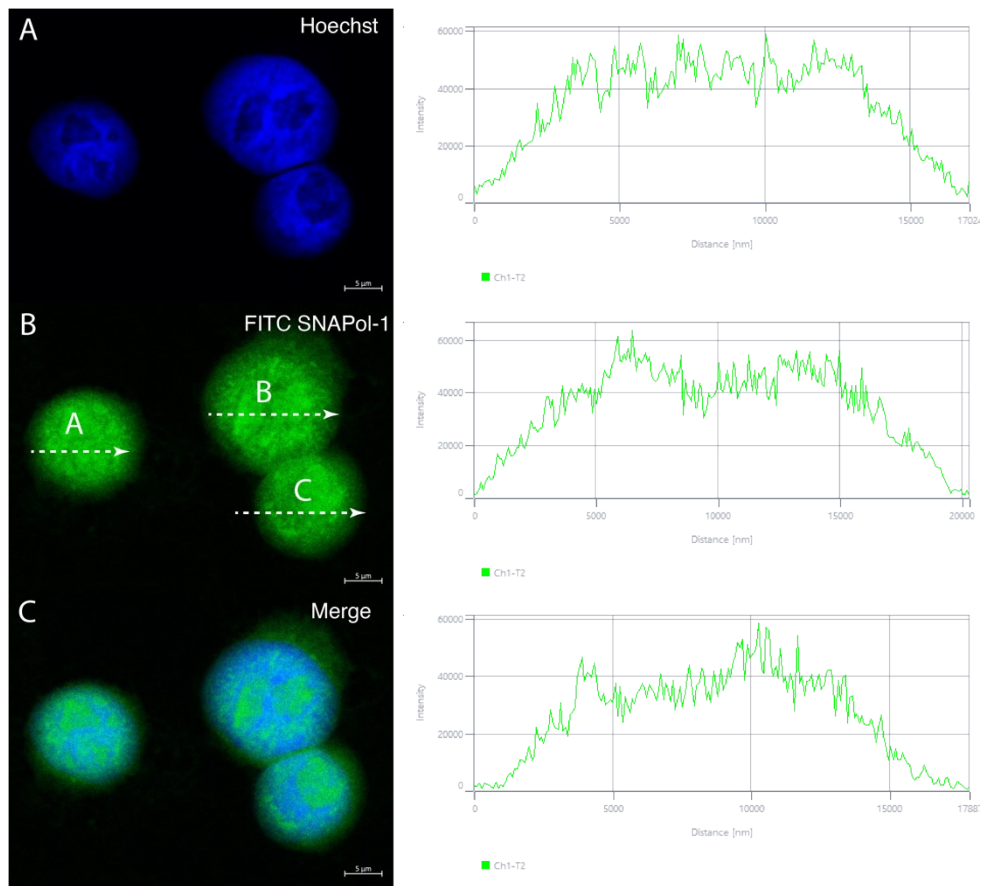 A
Hoechst
5 µm
60000
40000
20000
0
Intensity
0
5000
10000
15000
Distance [nm]
Ch1-T2
B
FITC SNAPol-1
A
B
C
5 µm
60000
40000
20000
0
Intensity
0
5000
10000
15000
20000
Distance [nm]
Ch1-T2
C
Merge
5 µm
60000
40000
20000
0
Intensity
0
5000
10000
15000
Distance [nm]
Ch1-T2